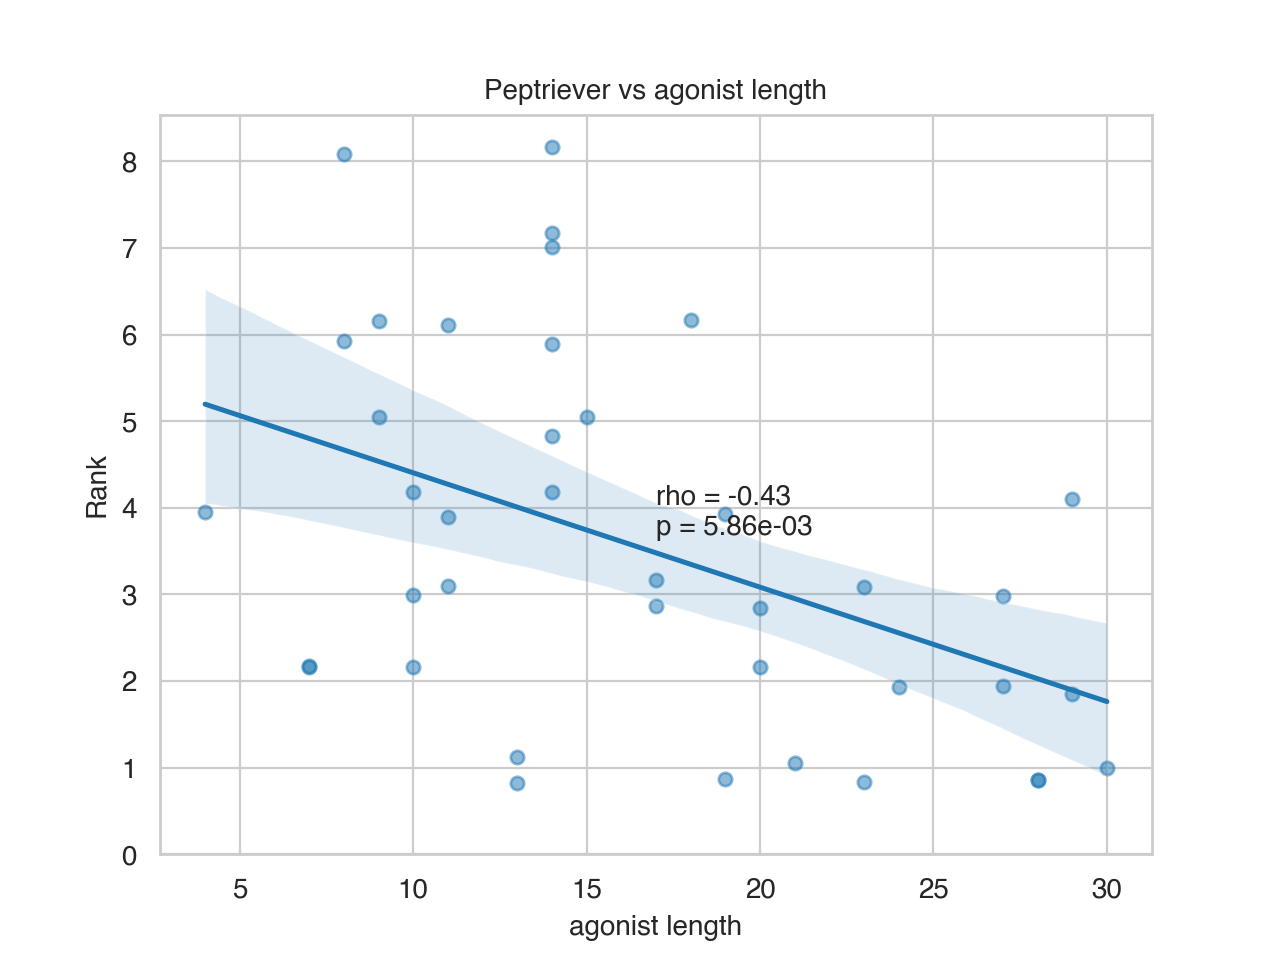 Peptriever vs agonist length
8
7
6
5
4
3
2
1
0
Rank
rho = -0.43
p = 5.86e-03
5 10 15 20 25 30
agonist length